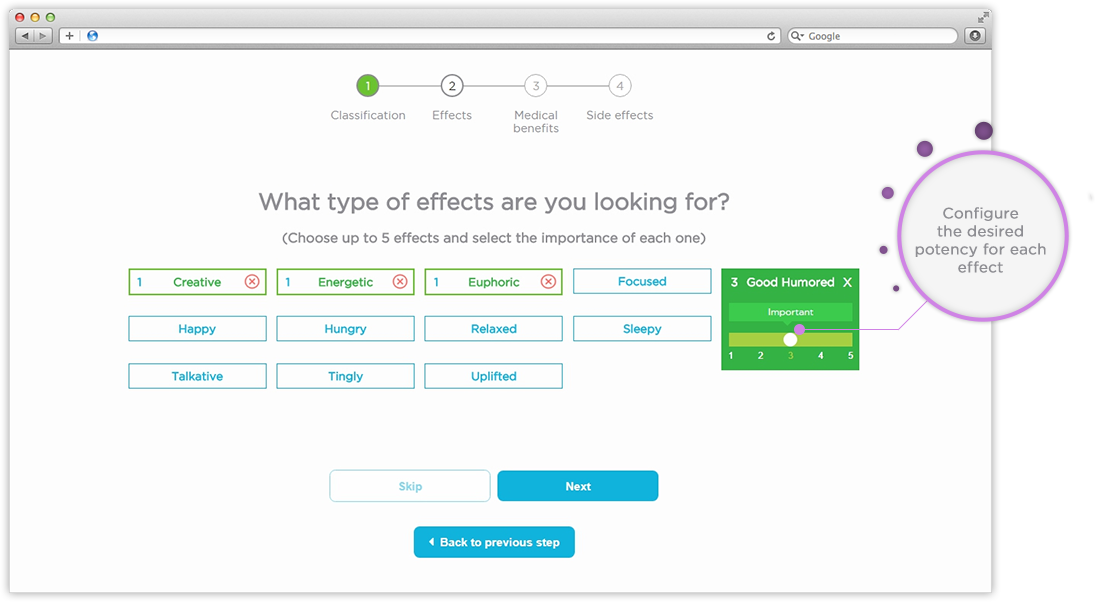 Google
1 2 3 4
Classification Effects Medical benefits Side effects
What type of effects are you looking for?
(Choose up to 5 effects and select the importance of each one)
1 Creative 1 Energetic 1 Euphoric Focused 3 Good Humored X
Important
Happy Hungry Relaxed Sleepy
1 2 3 4 5
Talkative Tingly Uplifted
Skip Next
Back to previous step
Configure
the desired
potency for each
effect